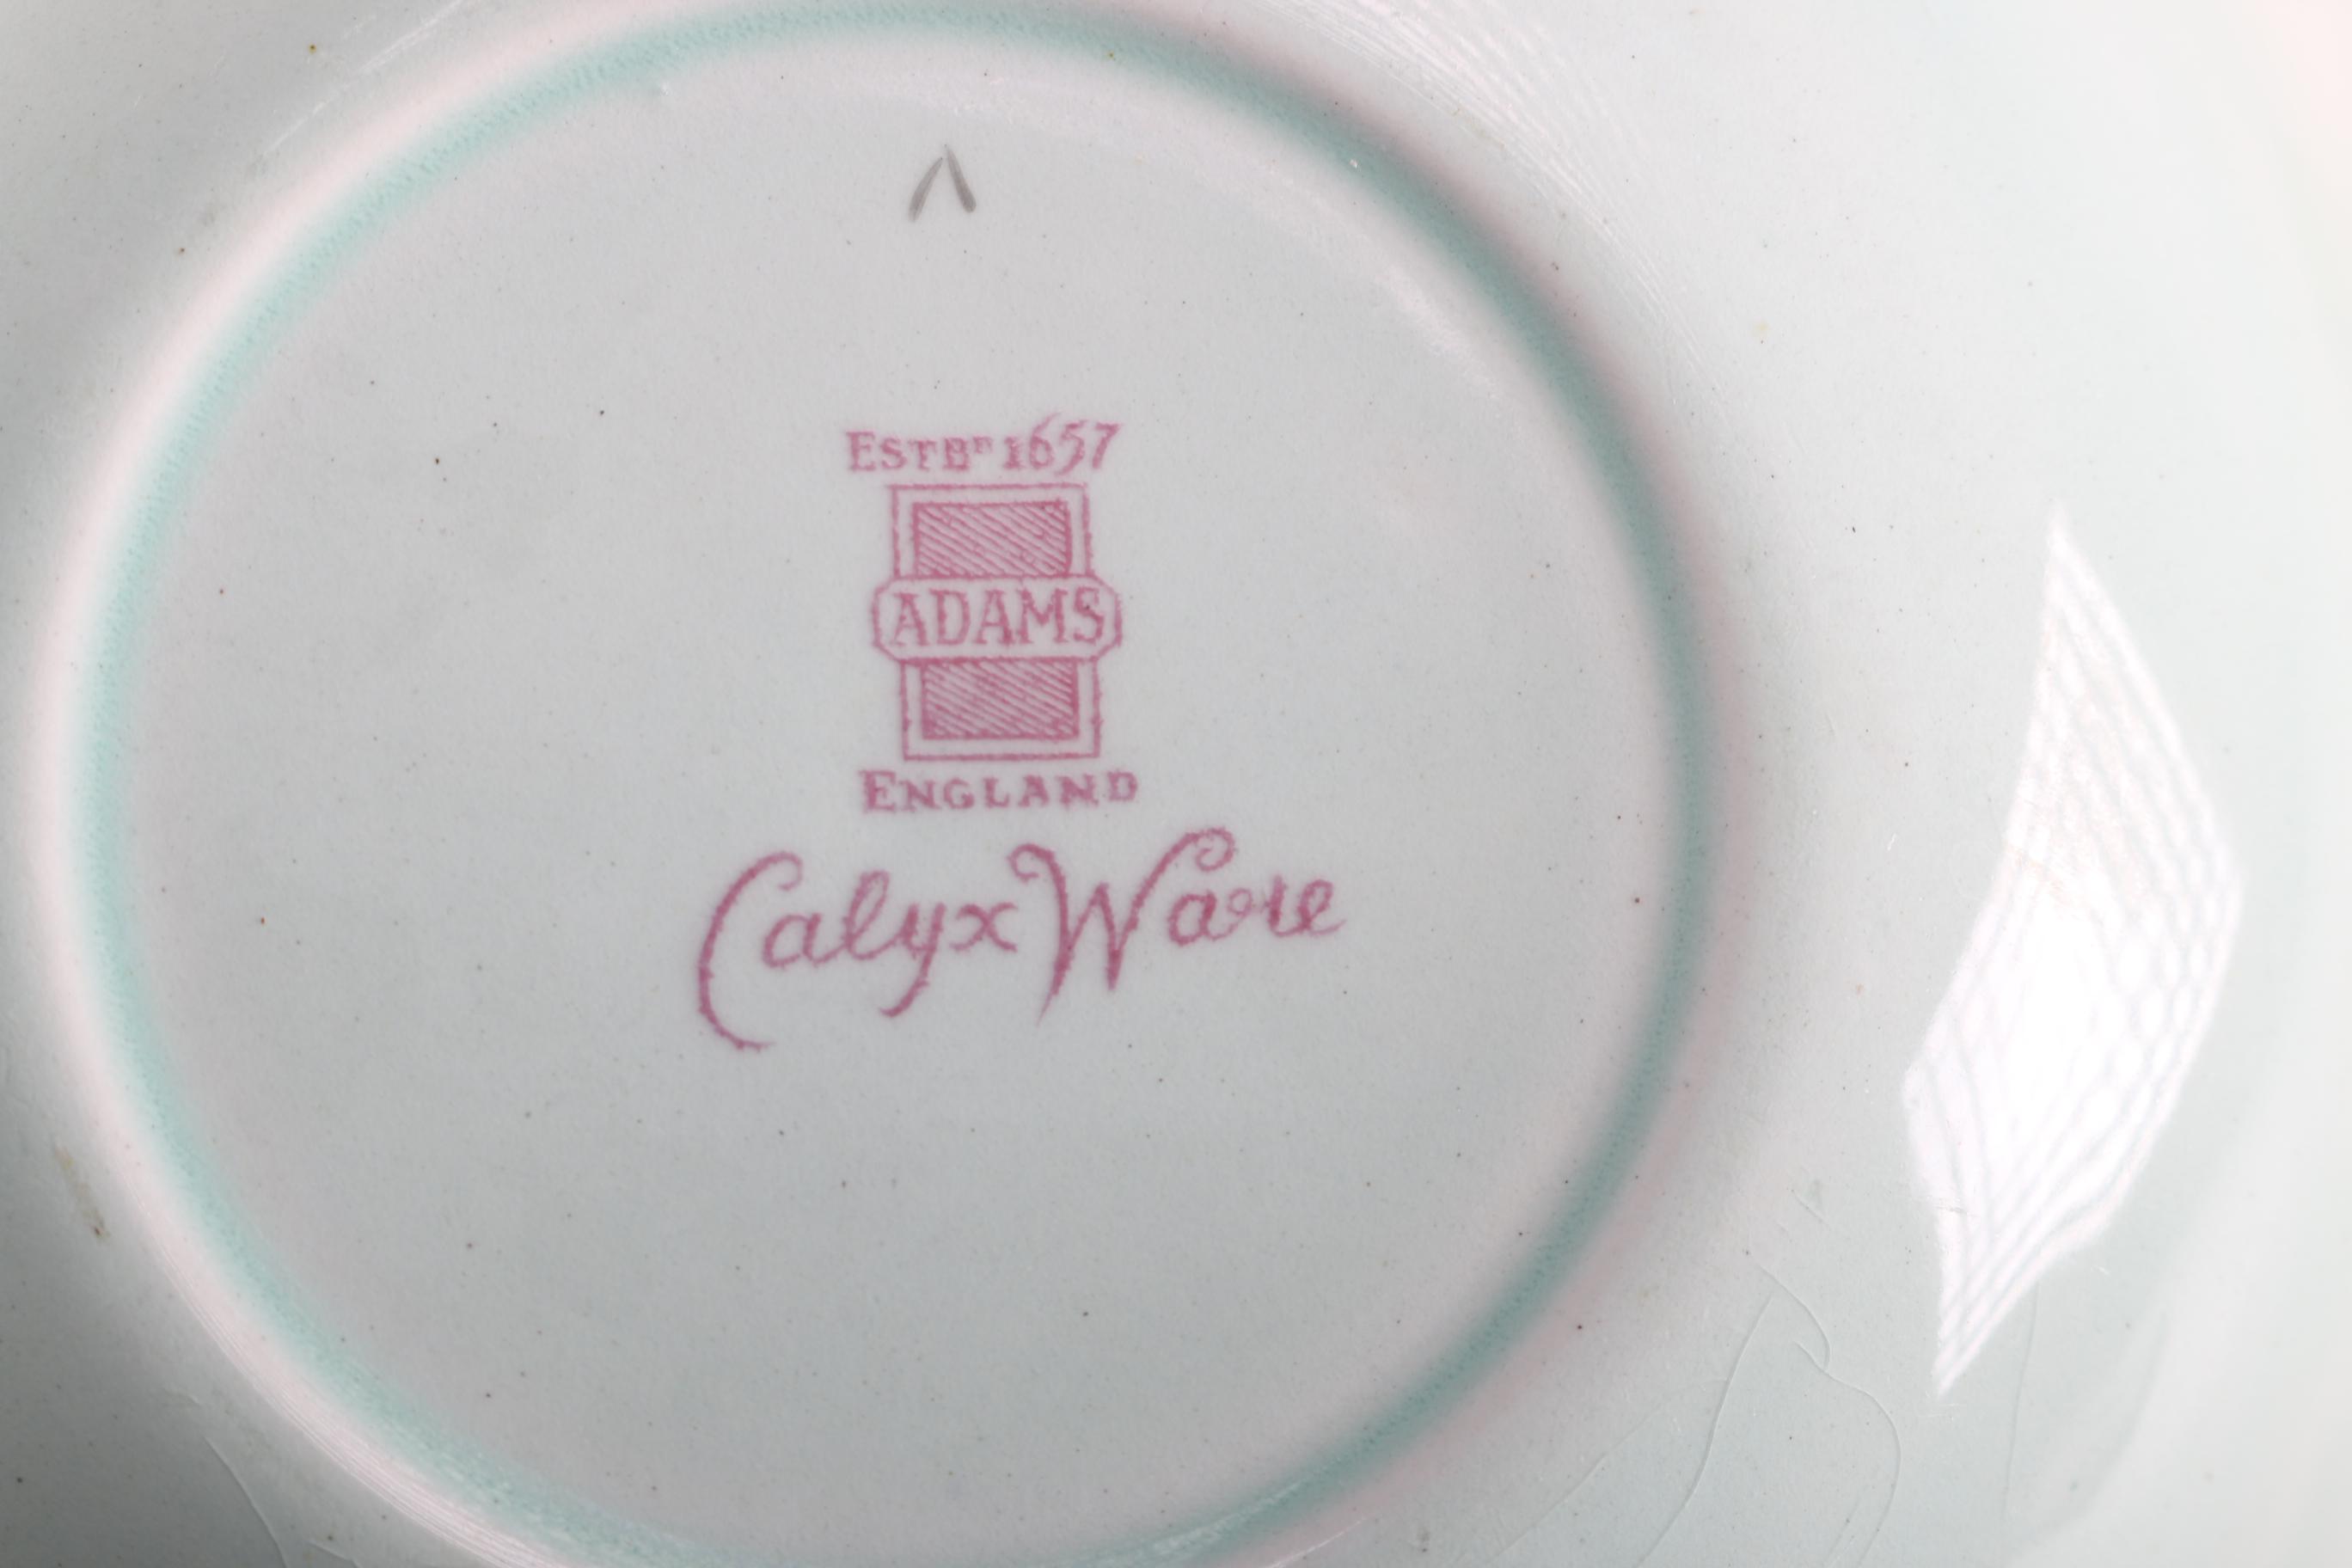 ESTBD 1657
ADAMS
ENGLAND
Calyx Ware